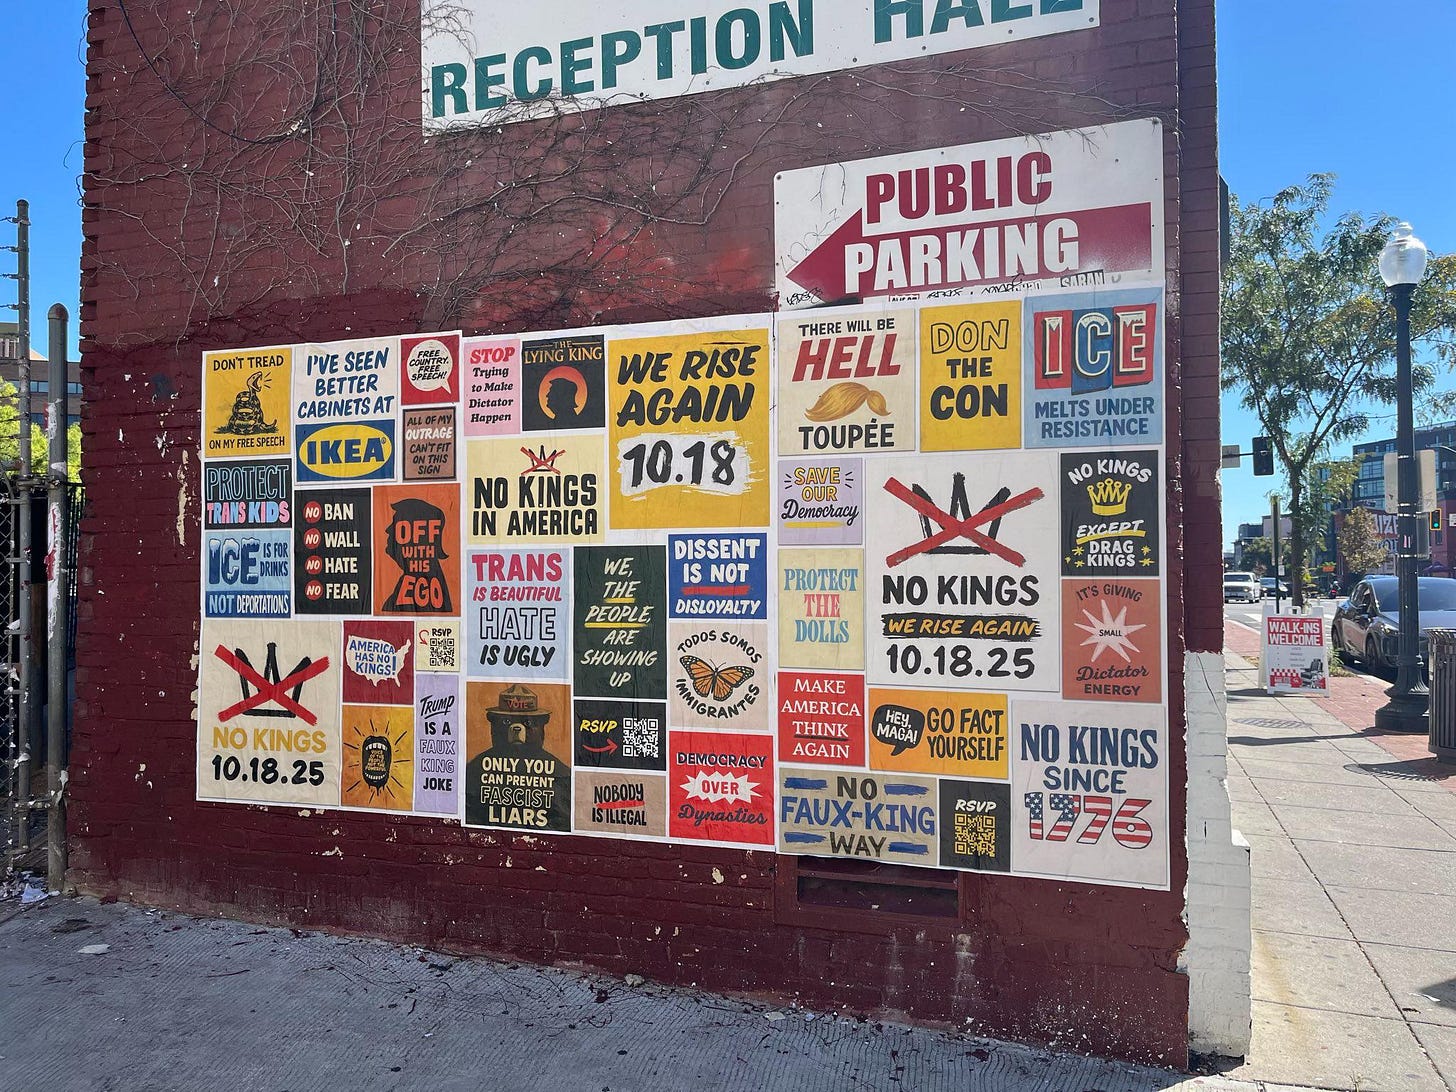 RECEPTION HALL
PUBLIC
PARKING
SARAN
DON'T TREAD
ON MY FREE SPEECH
I'VE SEEN
BETTER
CABINETS AT
IKEA
FREE
COUNTRY.
FREE
SPEECH!
ALL OF MY
OUTRAGE
CAN'T FIT
ON THIS
SIGN
PROTECT
TRANS KIDS
ICE IS FOR
DRINKS
NOT DEPORTATIONS
NO BAN
NO WALL
NO HATE
NO FEAR
OFF
WITH
HIS
EGO
NO KINGS
10.18.25
AMERICA
HAS NO
KINGS!
RSVP
TRUMP
IS A
FAUX
KING
JOKE
STOP
Trying
to Make
Dictator
Happen
THE
LYING KING
WE RISE
AGAIN
10.18
NO KINGS
IN AMERICA
TRANS
IS BEAUTIFUL
HATE
IS UGLY
WE,
THE
PEOPLE,
ARE
SHOWING
UP
DISSENT
IS NOT
DISLOYALTY
TODOS SOMOS
IMMIGRANTES
VOTE
ONLY YOU
CAN PREVENT
FASCIST
LIARS
RSVP
NOBODY
IS ILLEGAL
DEMOCRACY
OVER
Dynasties
THERE WILL BE
HELL
TOUPÉE
DON
THE
CON
ICE
MELTS UNDER
RESISTANCE
SAVE
OUR
Democracy
NO KINGS
WE RISE AGAIN
10.18.25
NO KINGS
EXCEPT
DRAG
KINGS
PROTECT
THE
DOLLS
IT'S GIVING
SMALL
Dictator
ENERGY
MAKE
AMERICA
THINK
AGAIN
HEY,
MAGA!
GO FACT
YOURSELF
NO KINGS
SINCE
1776
NO
FAUX-KING
WAY
RSVP
WALK-INS
WELCOME